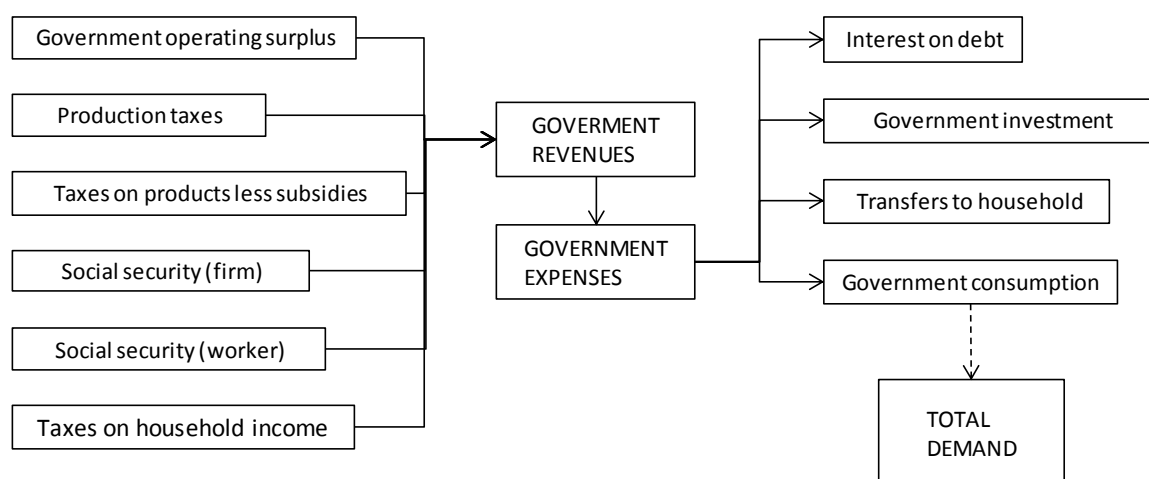 Government operating surplus
Production taxes
Taxes on products less subsidies
Social security (firm)
Social security (worker)
Taxes on household income
GOVERMENT
REVENUES
GOVERNMENT
EXPENSES
Interest on debt
Government investment
Transfers to household
Government consumption
TOTAL
DEMAND